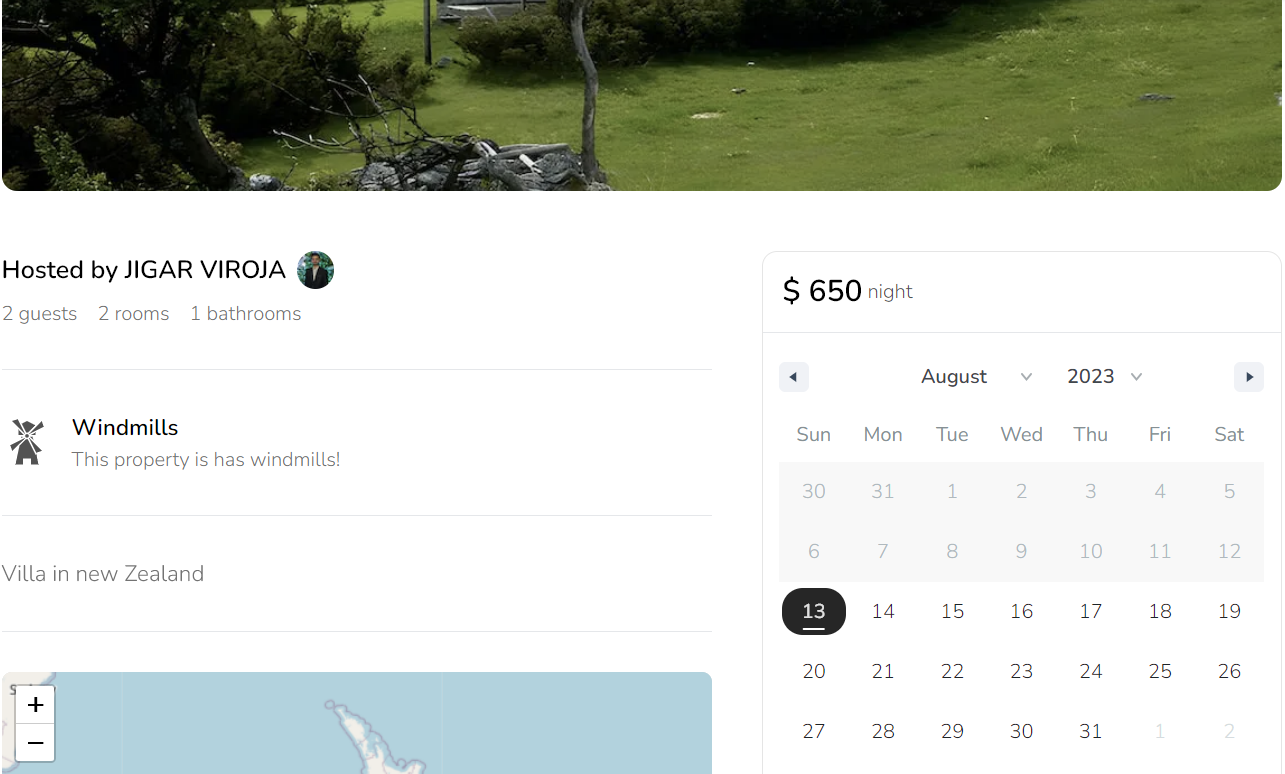 Hosted by JIGAR VIROJA
2 guests 2 rooms 1 bathrooms
Windmills
This property is has windmills!
Villa in new Zealand
+
−
$ 650 night
August 2023
Sun Mon Tue Wed Thu Fri Sat
30 31 1 2 3 4 5
6 7 8 9 10 11 12
13 14 15 16 17 18 19
20 21 22 23 24 25 26
27 28 29 30 31 1 2